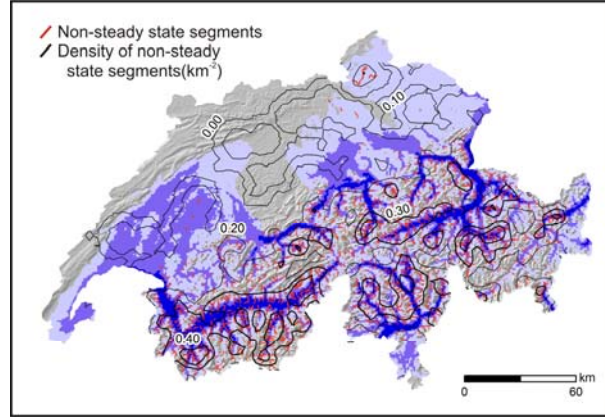 Non-steady state segments
Density of non-steady
state segments(km-2)
0.00
0.10
0.20
0.30
0.40
km
0
60